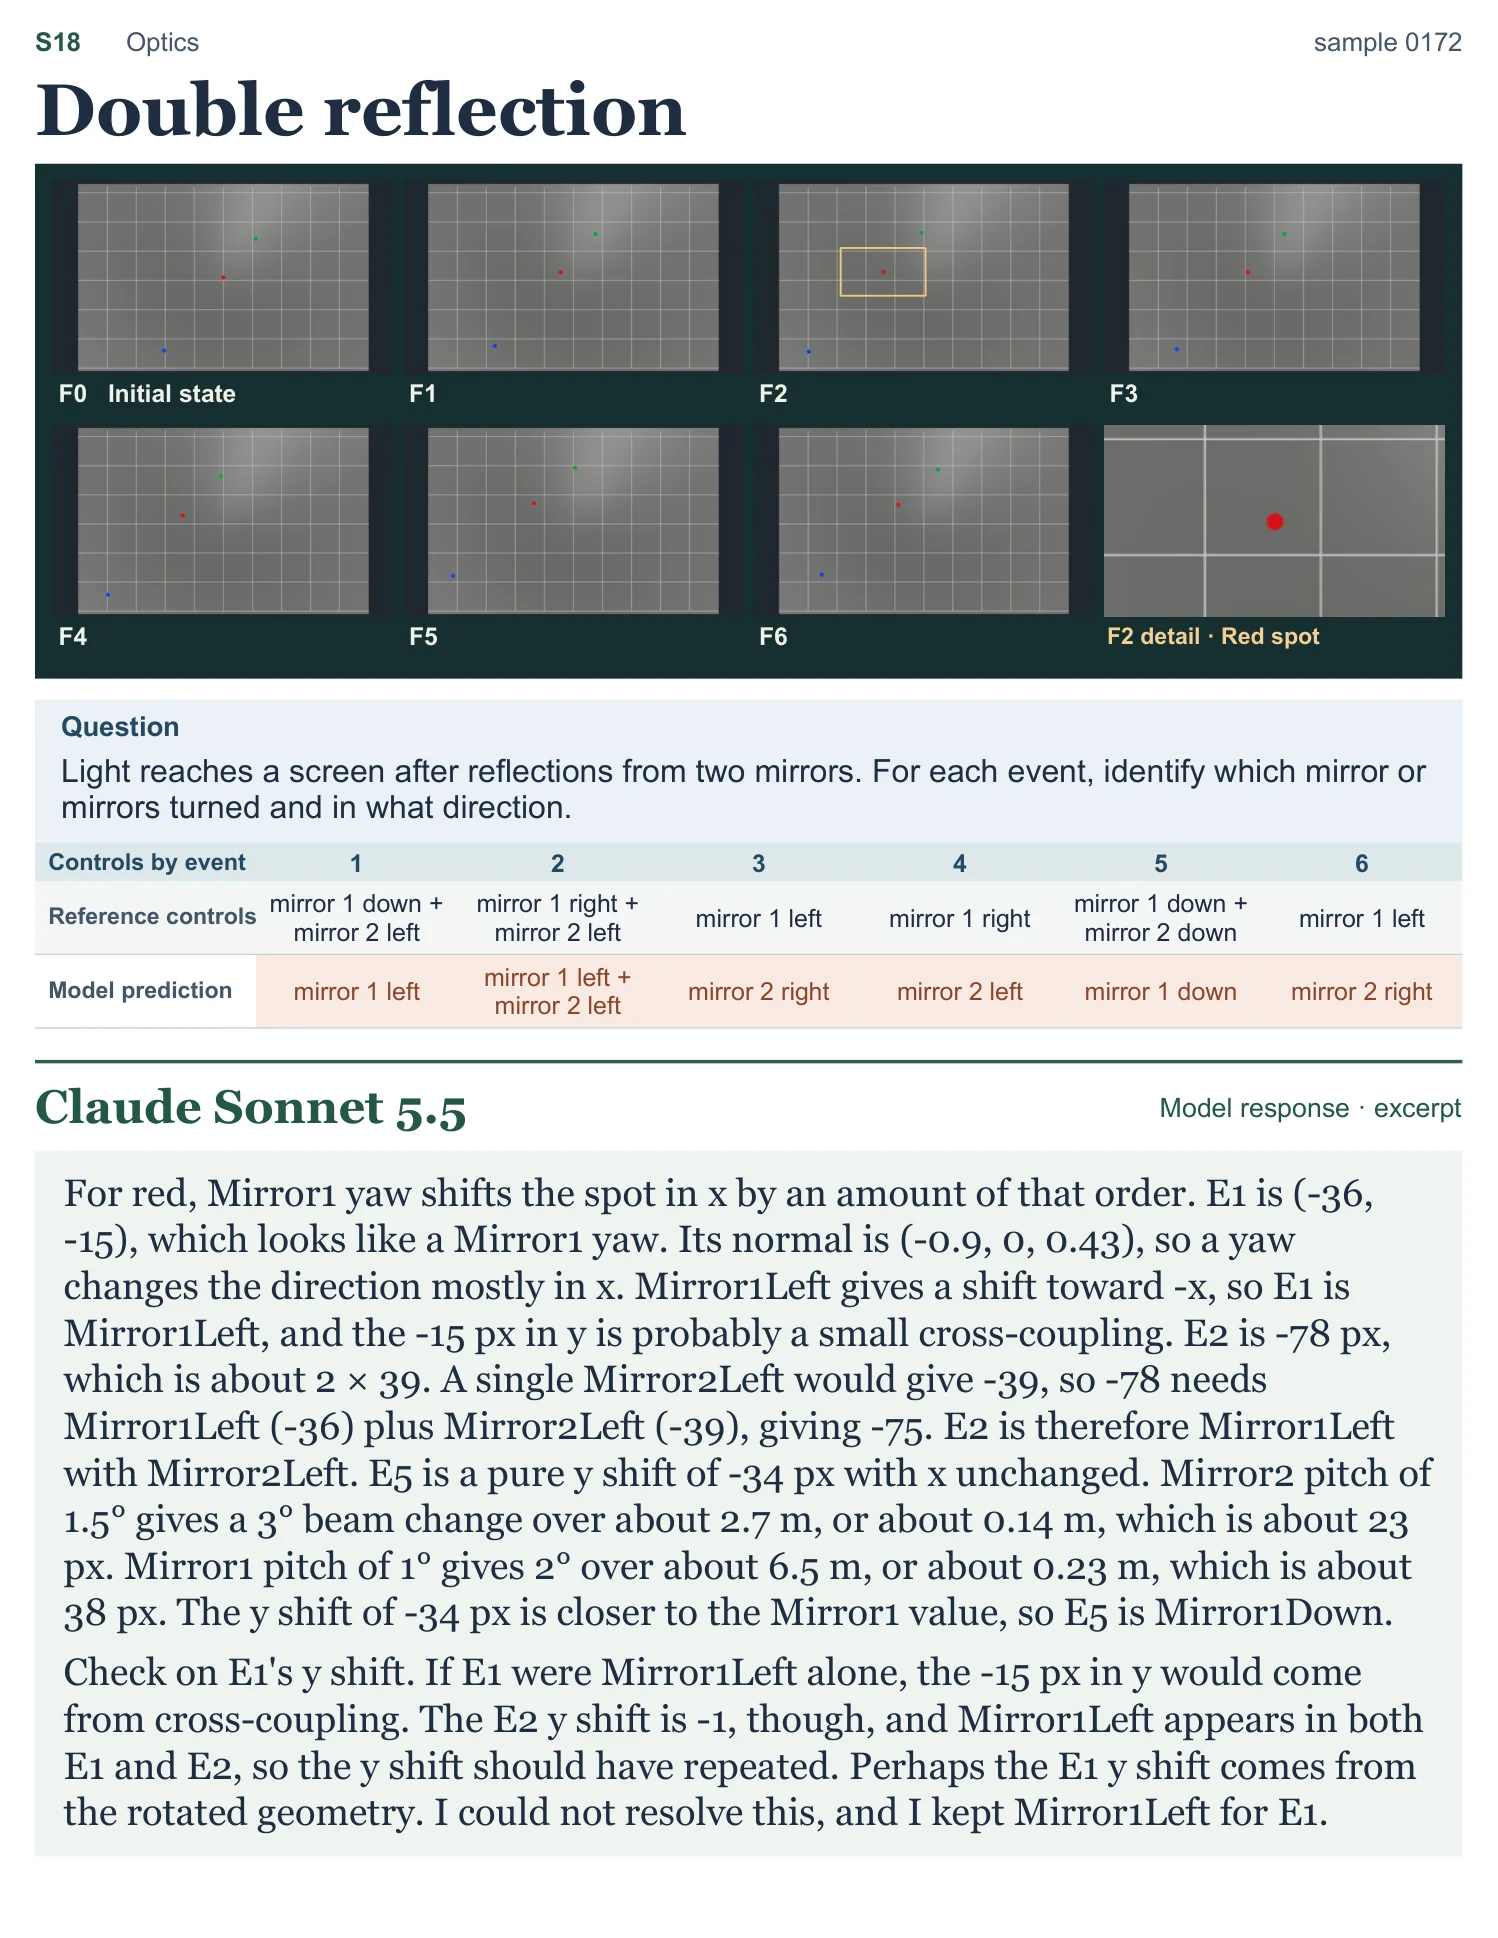 S18 Optics sample 0172
Double reflection
F0 Initial state F1 F2 F3
F4 F5 F6 F2 detail · Red spot
Question
Light reaches a screen after reflections from two mirrors. For each event, identify which mirror or
mirrors turned and in what direction.
Controls by event 1 2 3 4 5 6
Reference controls mirror 1 down + mirror 2 left mirror 1 right + mirror 2 left mirror 1 left mirror 1 right mirror 1 down + mirror 2 down mirror 1 left
Model prediction mirror 1 left mirror 1 left + mirror 2 left mirror 2 right mirror 2 left mirror 1 down mirror 2 right
Claude Sonnet 5.5 Model response · excerpt
For red, Mirror1 yaw shifts the spot in x by an amount of that order. E1 is (-36,
-15), which looks like a Mirror1 yaw. Its normal is (-0.9, 0, 0.43), so a yaw
changes the direction mostly in x. Mirror1Left gives a shift toward -x, so E1 is
Mirror1Left, and the -15 px in y is probably a small cross-coupling. E2 is -78 px,
which is about 2 × 39. A single Mirror2Left would give -39, so -78 needs
Mirror1Left (-36) plus Mirror2Left (-39), giving -75. E2 is therefore Mirror1Left
with Mirror2Left. E5 is a pure y shift of -34 px with x unchanged. Mirror2 pitch of
1.5° gives a 3° beam change over about 2.7 m, or about 0.14 m, which is about 23
px. Mirror1 pitch of 1° gives 2° over about 6.5 m, or about 0.23 m, which is about
38 px. The y shift of -34 px is closer to the Mirror1 value, so E5 is Mirror1Down.
Check on E1's y shift. If E1 were Mirror1Left alone, the -15 px in y would come
from cross-coupling. The E2 y shift is -1, though, and Mirror1Left appears in both
E1 and E2, so the y shift should have repeated. Perhaps the E1 y shift comes from
the rotated geometry. I could not resolve this, and I kept Mirror1Left for E1.